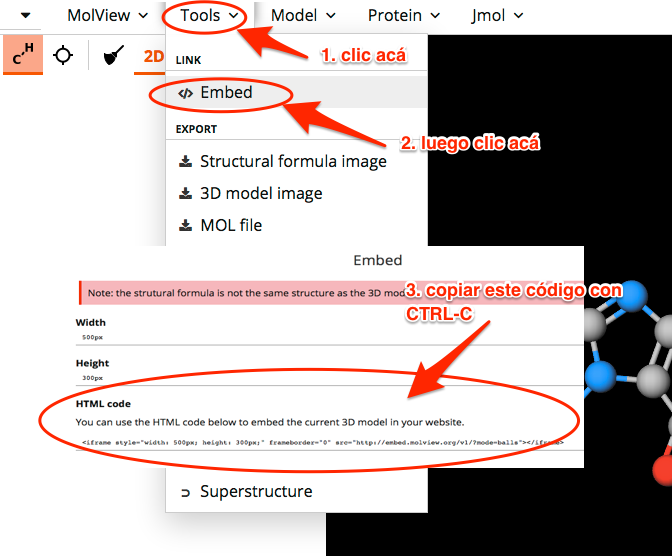 MolView Tools Model Protein Jmol
C H 2D
1. clic acá
LINK
Embed
2. luego clic acá
EXPORT
Structural formula image
3D model image
MOL file
Embed
Note: the strutural formula is not the same structure as the 3D mod
3. copiar este código con
CTRL-C
Width
500px
Height
300px
HTML code
You can use the HTML code below to embed the current 3D model in your website.
<iframe style="width: 500px; height: 300px;" frameborder="0" src="http://embed.molview.org/v1/?mode=balls"></iframe>
Superstructure